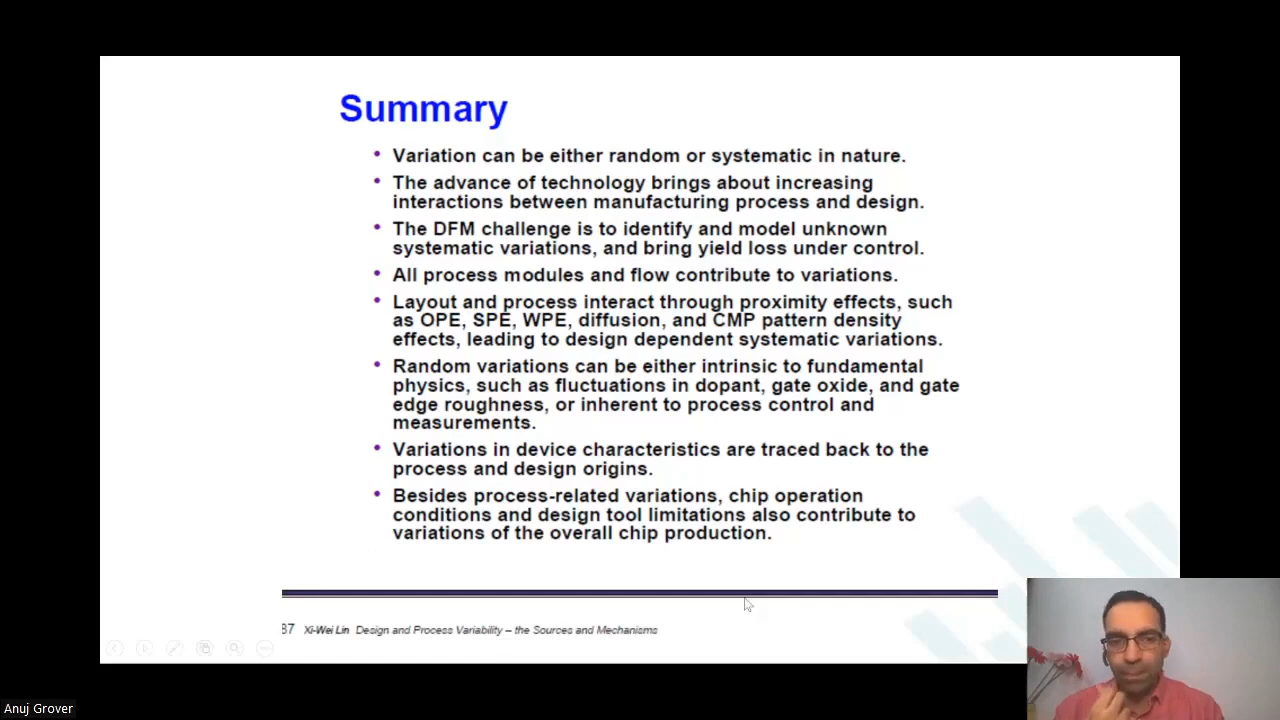 Summary
• Variation can be either random or systematic in nature.
• The advance of technology brings about increasing
interactions between manufacturing process and design.
• The DFM challenge is to identify and model unknown
systematic variations, and bring yield loss under control.
• All process modules and flow contribute to variations.
• Layout and process interact through proximity effects, such
as OPE, SPE, WPE, diffusion, and CMP pattern density
effects, leading to design dependent systematic variations.
• Random variations can be either intrinsic to fundamental
physics, such as fluctuations in dopant, gate oxide, and gate
edge roughness, or inherent to process control and
measurements.
• Variations in device characteristics are traced back to the
process and design origins.
• Besides process-related variations, chip operation
conditions and design tool limitations also contribute to
variations of the overall chip production.
87 Xi-Wei Lin Design and Process Variability – the Sources and Mechanisms
Anuj Grover